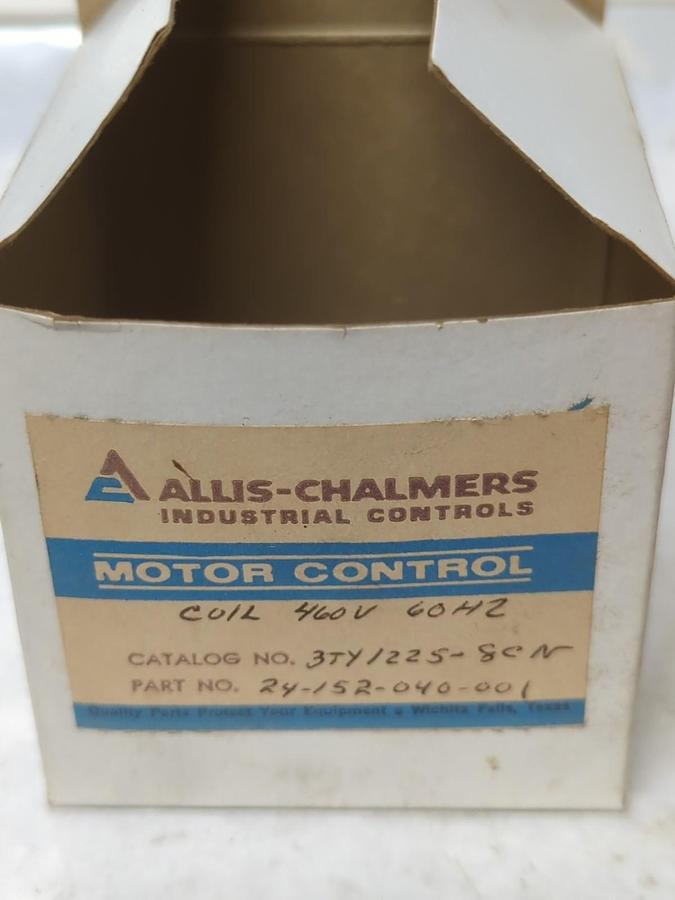 ALLIS-CHALMERS
INDUSTRIAL CONTROLS
MOTOR CONTROL
COIL 460V 60HZ
CATALOG NO. 3TY1225-8CN
PART NO. 24-152-040-001
Quality Parts Protect Your Equipment • Wichita Falls, Texas